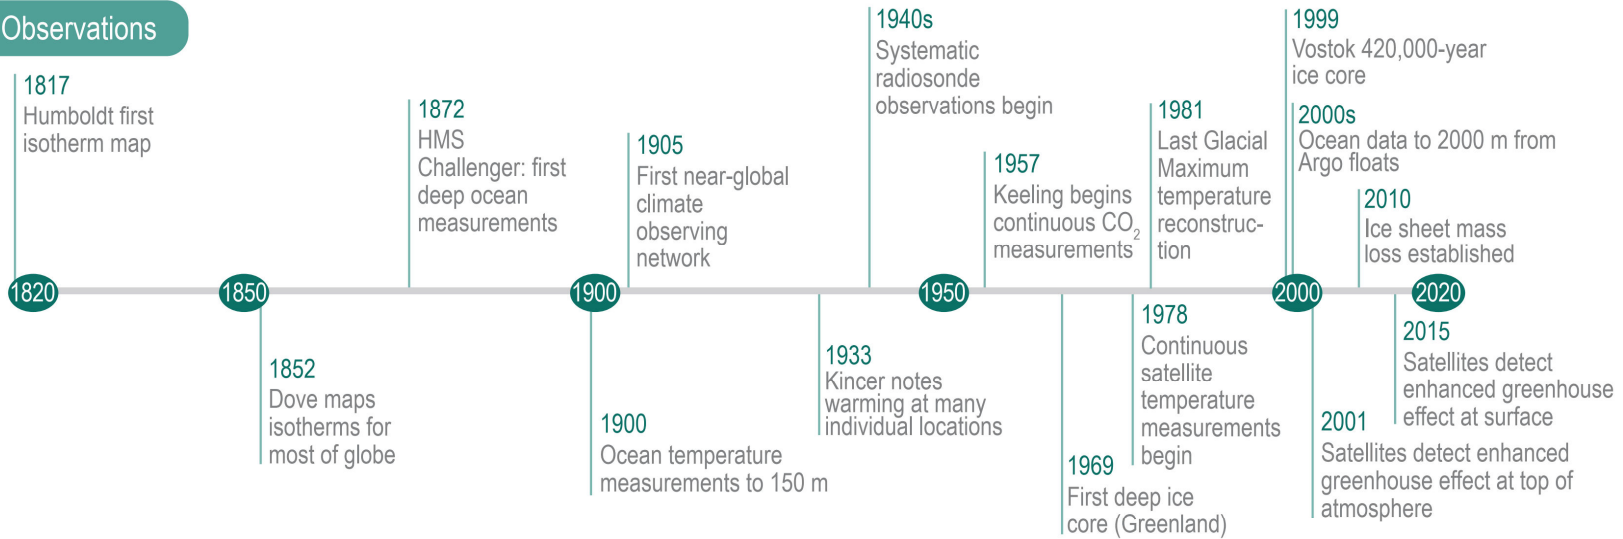 Observations
1817
Humboldt first
isotherm map
1872
HMS
Challenger: first
deep ocean
measurements
1905
First near-global
climate
observing
network
1940s
Systematic
radiosonde
observations begin
1957
Keeling begins
continuous CO2
measurements
1981
Last Glacial
Maximum
temperature
reconstruc-
tion
1999
Vostok 420,000-year
ice core
2000s
Ocean data to 2000 m from
Argo floats
2010
Ice sheet mass
loss established
1820
1850
1900
1950
2000
2020
1852
Dove maps
isotherms for
most of globe
1900
Ocean temperature
measurements to 150 m
1933
Kincer notes
warming at many
individual locations
1969
First deep ice
core (Greenland)
1978
Continuous
satellite
temperature
measurements
begin
2001
Satellites detect enhanced
greenhouse effect at top of
atmosphere
2015
Satellites detect
enhanced greenhouse
effect at surface